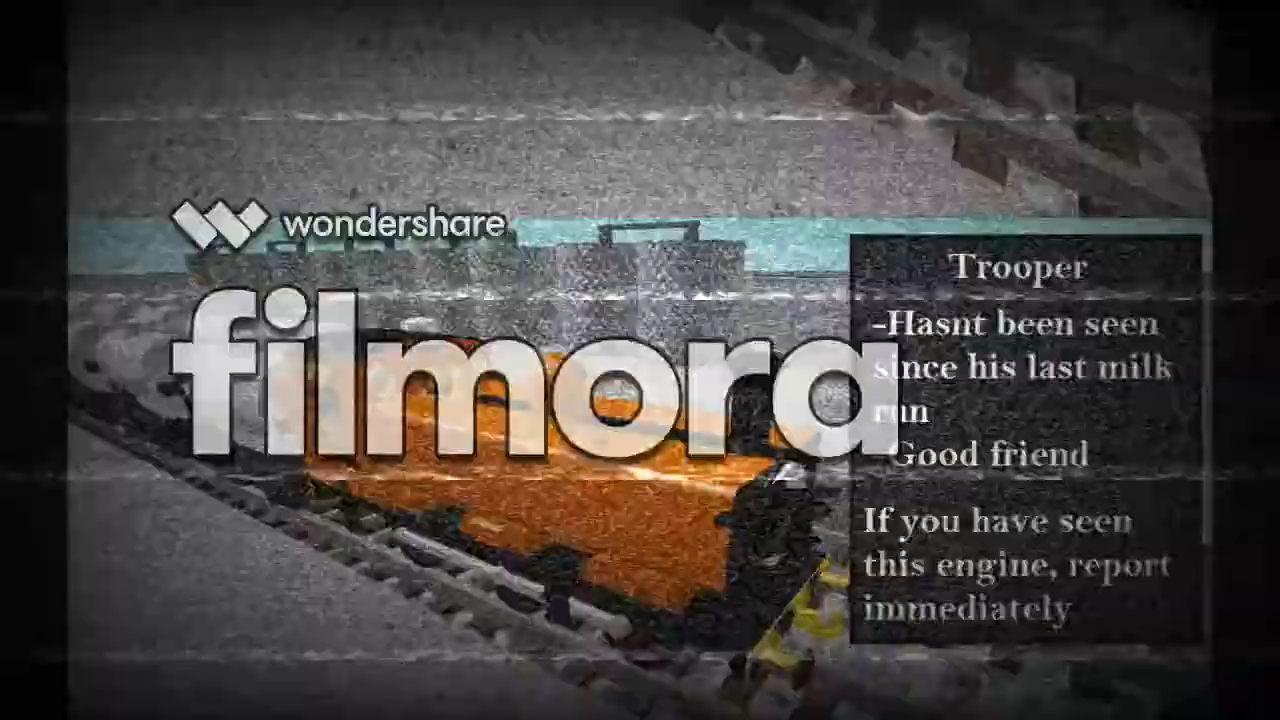 wondershare
filmora
Trooper
-Hasnt been seen
since his last milk
run
Good friend
If you have seen
this engine, report
immediately